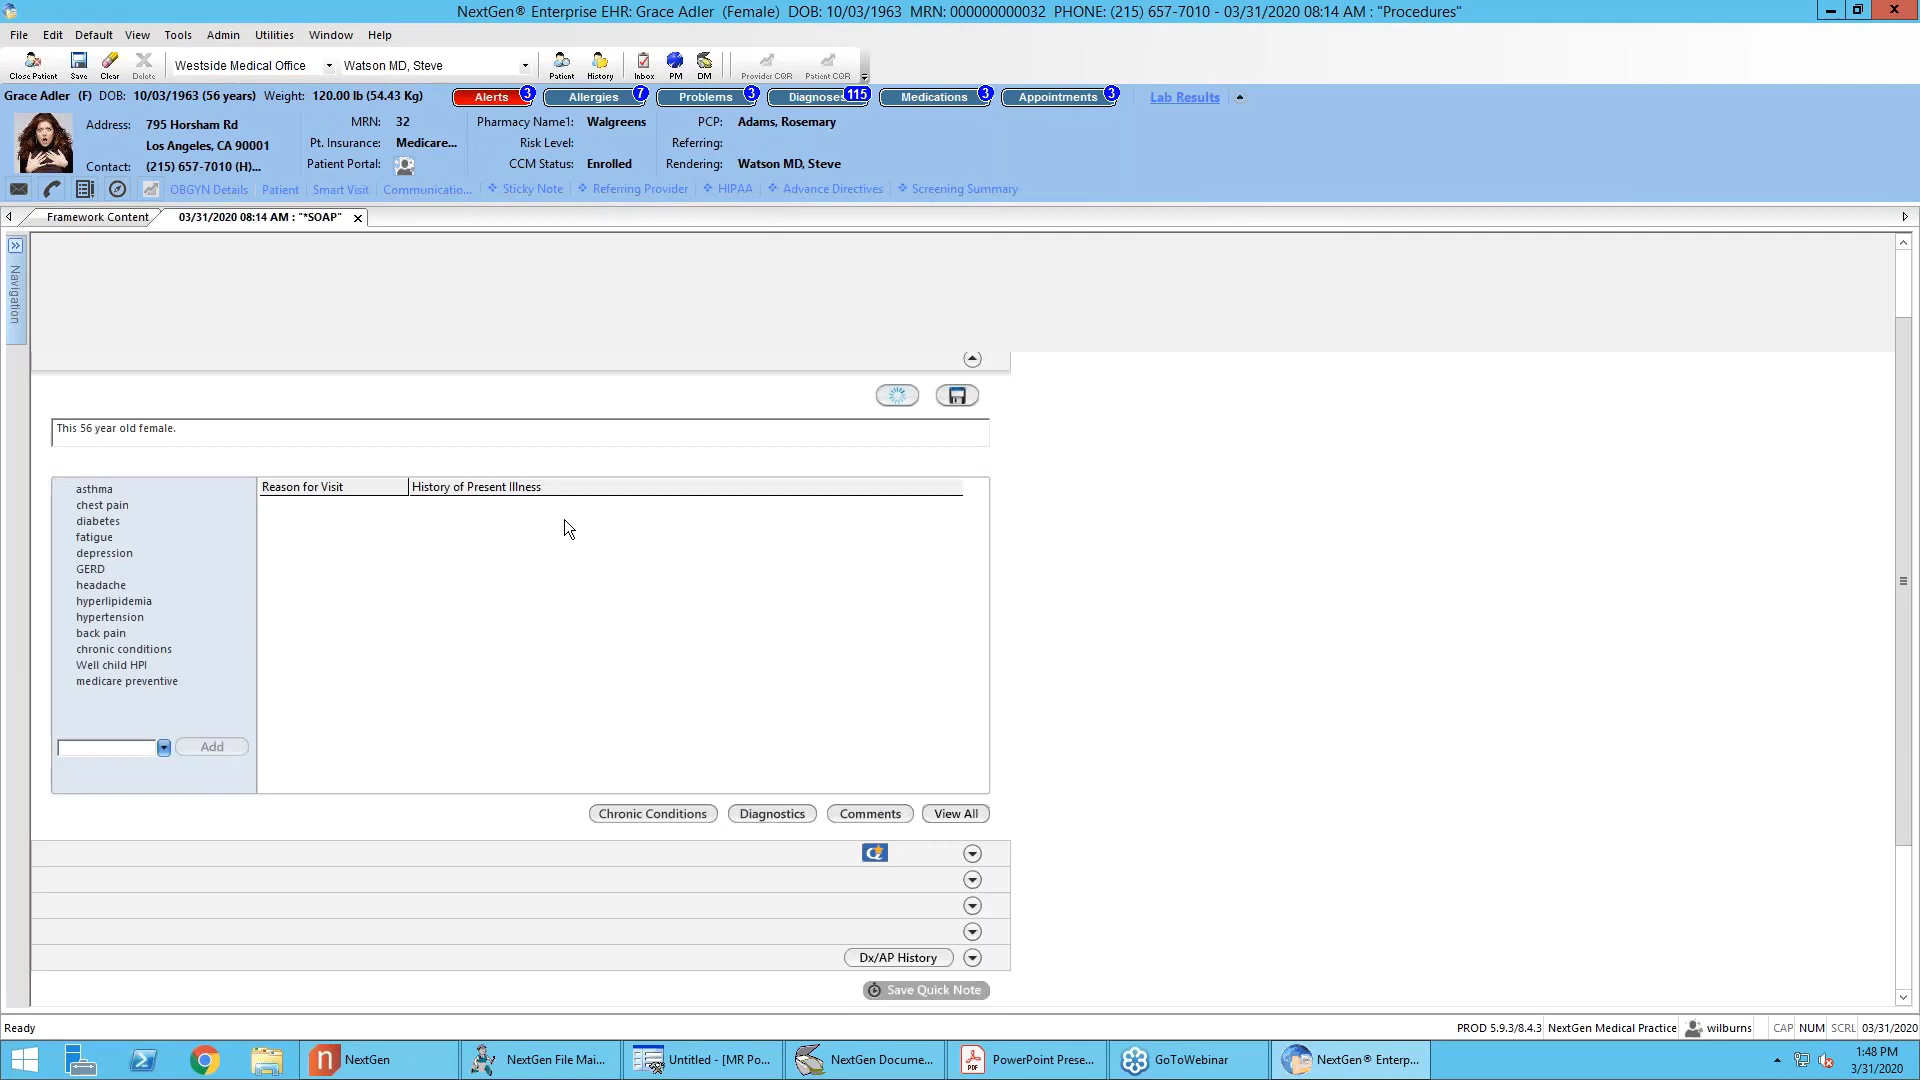 NextGen® Enterprise EHR: Grace Adler (Female) DOB: 10/03/1963 MRN: 000000000032 PHONE: (215) 657-7010 - 03/31/2020 08:14 AM : "Procedures"
File Edit Default View Tools Admin Utilities Window Help
Westside Medical Office Watson MD, Steve
Close Patient Save Clear Delete Patient History Inbox PM DM Provider CQR Patient CQR
Grace Adler (F) DOB: 10/03/1963 (56 years) Weight: 120.00 lb (54.43 Kg) Alerts 3 Allergies 7 Problems 3 Diagnoses 115 Medications 3 Appointments 3 Lab Results
Address: 795 Horsham Rd MRN: 32 Pharmacy Name1: Walgreens PCP: Adams, Rosemary
Los Angeles, CA 90001 Pt. Insurance: Medicare... Risk Level: Referring:
Contact: (215) 657-7010 (H)... Patient Portal: CCM Status: Enrolled Rendering: Watson MD, Steve
OBGYN Details Patient Smart Visit Communicatio... Sticky Note Referring Provider HIPAA Advance Directives Screening Summary
Framework Content 03/31/2020 08:14 AM : "*SOAP"
Navigation
This 56 year old female.
Reason for Visit History of Present Illness
asthma
chest pain
diabetes
fatigue
depression
GERD
headache
hyperlipidemia
hypertension
back pain
chronic conditions
Well child HPI
medicare preventive
Add
Chronic Conditions Diagnostics Comments View All
Dx/AP History
Save Quick Note
Ready PROD 5.9.3/8.4.3 NextGen Medical Practice wilburns CAP NUM SCRL 03/31/2020
NextGen NextGen File Mai... Untitled - [MR Po... NextGen Docume... PowerPoint Prese... GoToWebinar NextGen® Enterp... 1:48 PM
3/31/2020